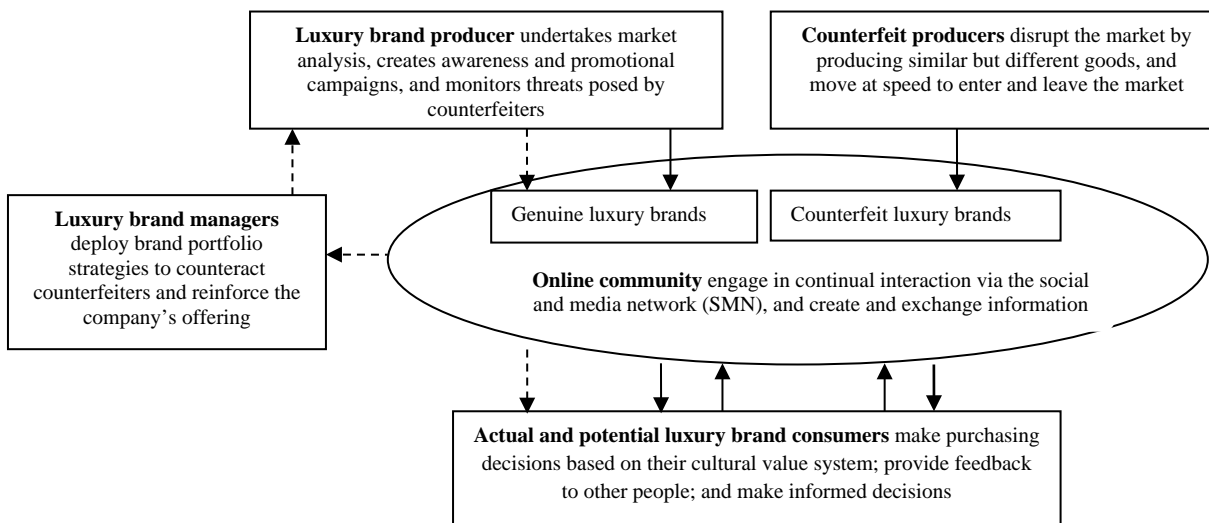 Luxury brand producer undertakes market
analysis, creates awareness and promotional
campaigns, and monitors threats posed by
counterfeiters
Counterfeit producers disrupt the market by
producing similar but different goods, and
move at speed to enter and leave the market
Luxury brand managers
deploy brand portfolio
strategies to counteract
counterfeiters and reinforce the
company’s offering
Genuine luxury brands
Counterfeit luxury brands
Online community engage in continual interaction via the social
and media network (SMN), and create and exchange information
Actual and potential luxury brand consumers make purchasing
decisions based on their cultural value system; provide feedback
to other people; and make informed decisions